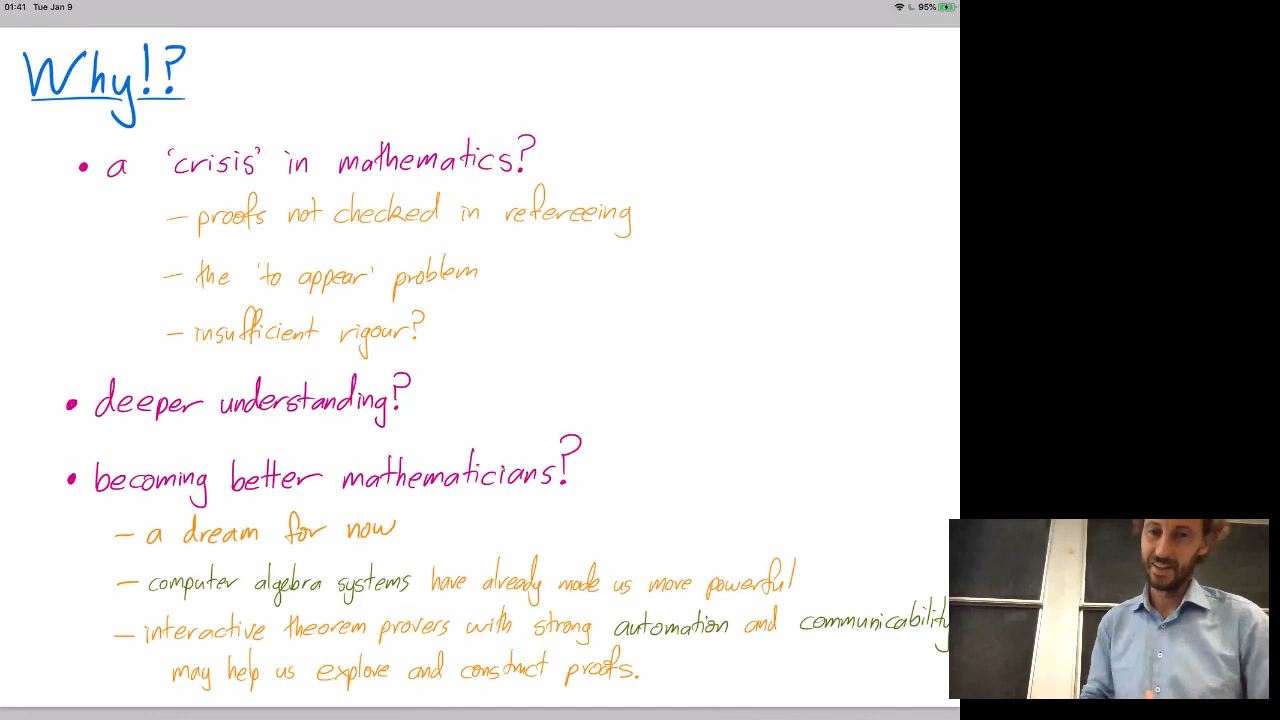 01:41 Tue Jan 9 95%
Why!?
• a 'crisis' in mathematics?
– proofs not checked in refereeing
– the 'to appear' problem
– insufficient rigour?
• deeper understanding?
• becoming better mathematicians?
– a dream for now
– computer algebra systems have already made us more powerful
– interactive theorem provers with strong automation and communicability
may help us explore and construct proofs.